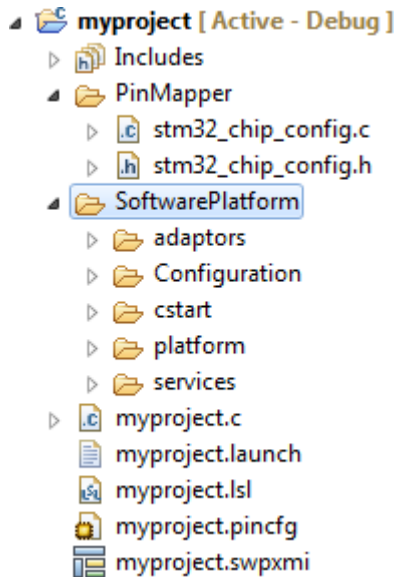 myproject [ Active - Debug ]
Includes
PinMapper
stm32_chip_config.c
stm32_chip_config.h
SoftwarePlatform
adaptors
Configuration
cstart
platform
services
myproject.c
myproject.launch
myproject.lsl
myproject.pincfg
myproject.swpxmi